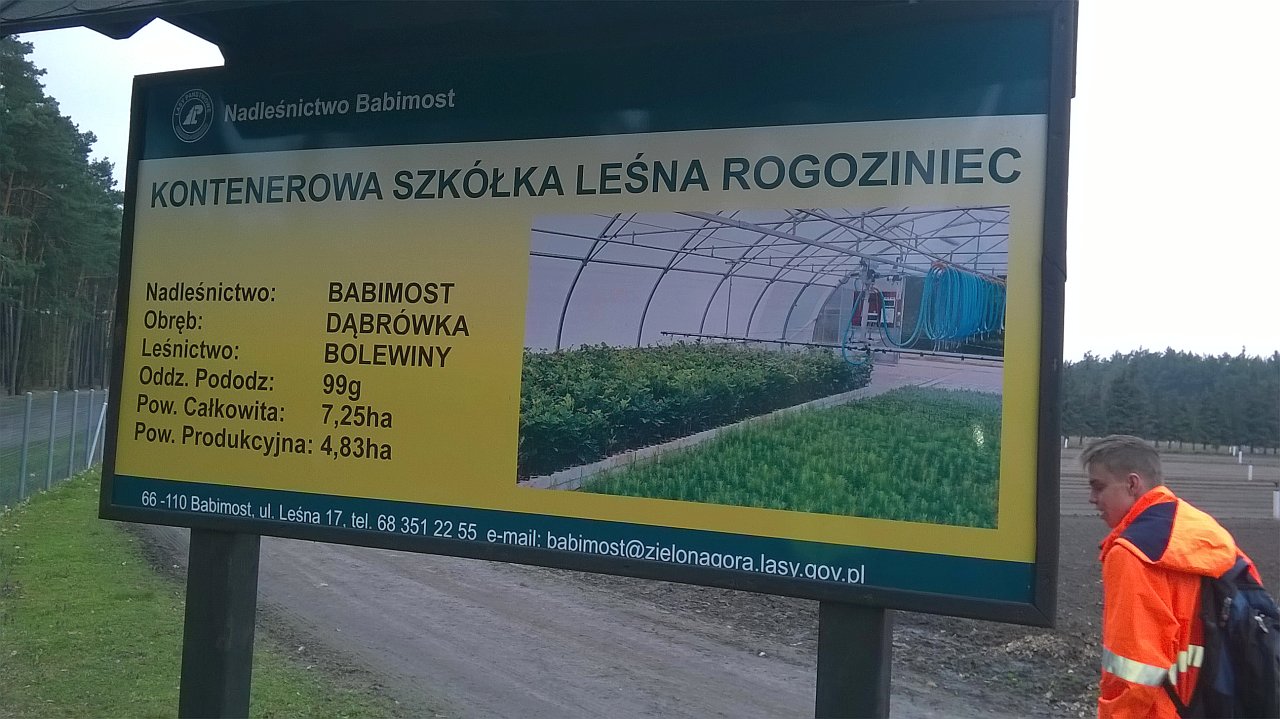 LASY PAŃSTWOWE
Nadleśnictwo Babimost
KONTENEROWA SZKÓŁKA LEŚNA ROGOZINIEC
Nadleśnictwo: BABIMOST
Obręb: DĄBRÓWKA
Leśnictwo: BOLEWINY
Oddz. Pododz: 99g
Pow. Całkowita: 7,25ha
Pow. Produkcyjna: 4,83ha
66 -110 Babimost, ul. Leśna 17, tel. 68 351 22 55 e-mail: babimost@zielonagora.lasy.gov.pl